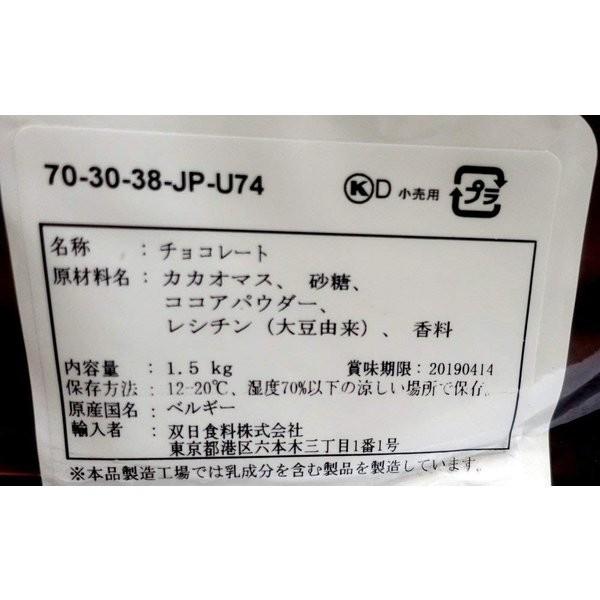 70-30-38-JP-U74
K D 小売用 プラ
名称 : チョコレート
原材料名 : カカオマス、 砂糖、
ココアパウダー、
レシチン（大豆由来）、 香料
内容量 : 1.5 kg 賞味期限: 20190414
保存方法 : 12-20℃、湿度70%以下の涼しい場所で保存。
原産国名 : ベルギー
輸入者 : 双日食料株式会社
東京都港区六本木三丁目1番1号
※本品製造工場では乳成分を含む製品を製造しています。